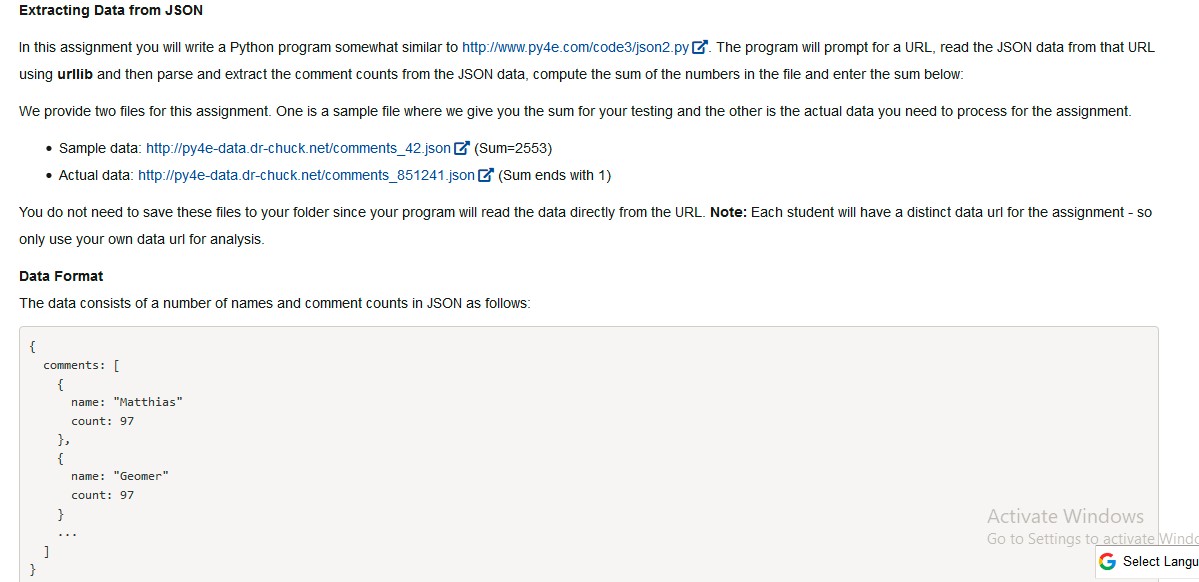 Extracting Data from JSON
In this assignment you will write a Python program somewhat similar to http://www.py4e.com/code3/json2.py. The program will prompt for a URL, read the JSON data from that URL
using urllib and then parse and extract the comment counts from the JSON data, compute the sum of the numbers in the file and enter the sum below:
We provide two files for this assignment. One is a sample file where we give you the sum for your testing and the other is the actual data you need to process for the assignment.
• Sample data: http://py4e-data.dr-chuck.net/comments_42.json (Sum=2553)
• Actual data: http://py4e-data.dr-chuck.net/comments_851241.json (Sum ends with 1)
You do not need to save these files to your folder since your program will read the data directly from the URL. Note: Each student will have a distinct data url for the assignment - so
only use your own data url for analysis.
Data Format
The data consists of a number of names and comment counts in JSON as follows:
{
  comments: [
    {
      name: "Matthias"
      count: 97
    },
    {
      name: "Geomer"
      count: 97
    }
    ...
  ]
}
Activate Windows
Go to Settings to activate Windo
Select Langu